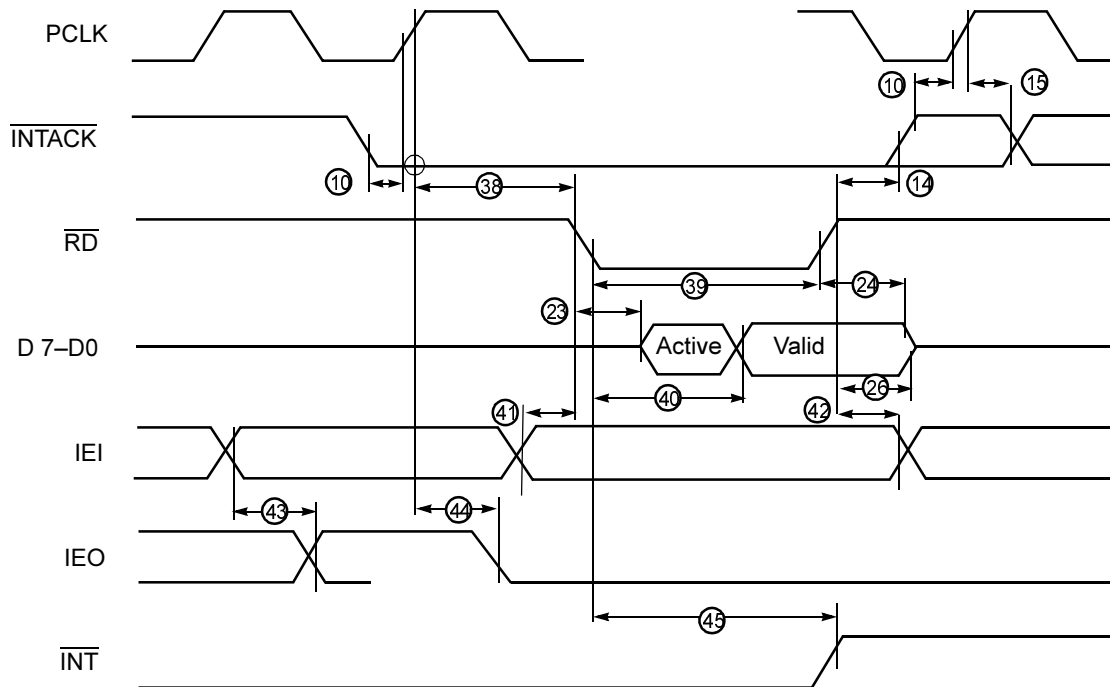 PCLK
10
15
INTACK
10
38
14
RD
39
24
23
D 7–D0
Active
Valid
26
40
41
42
IEI
43
44
IEO
45
INT